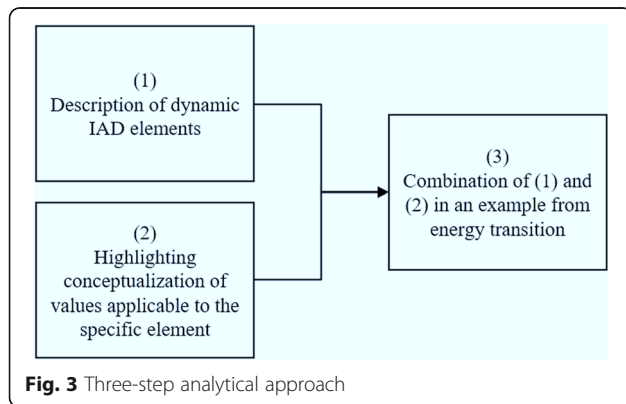 (1)
Description of dynamic
IAD elements
(2)
Highlighting
conceptualization of
values applicable to the
specific element
(3)
Combination of (1) and
(2) in an example from
energy transition
Fig. 3 Three-step analytical approach